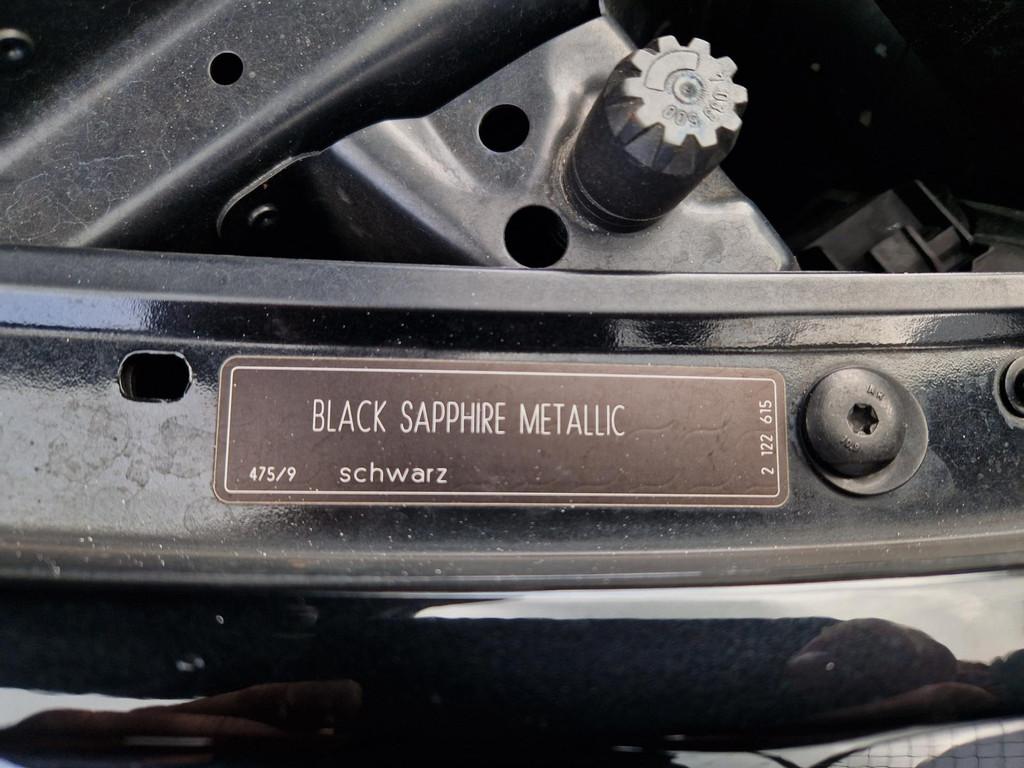 BLACK SAPPHIRE METALLIC
475/9 schwarz
2 122 615